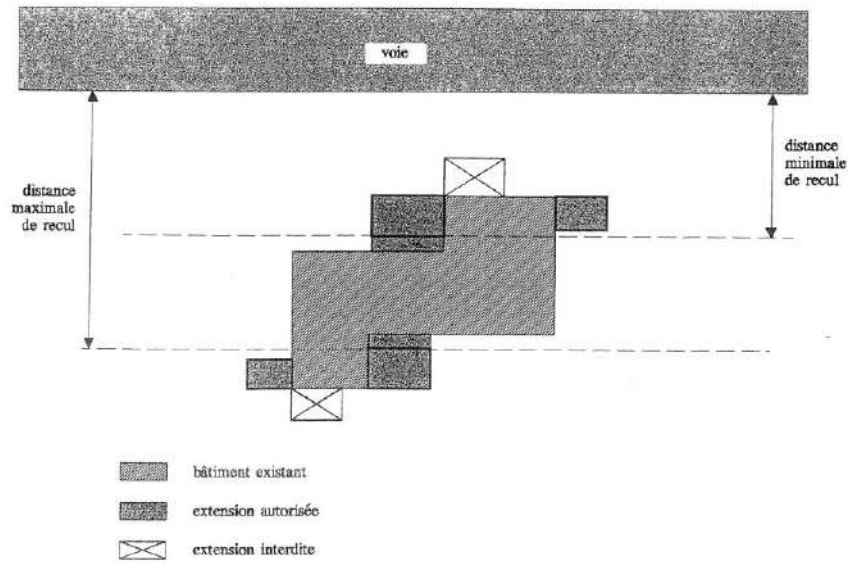 voie
distance
maximale
de recul
distance
minimale
de recul
bâtiment existant
extension autorisée
extension interdite